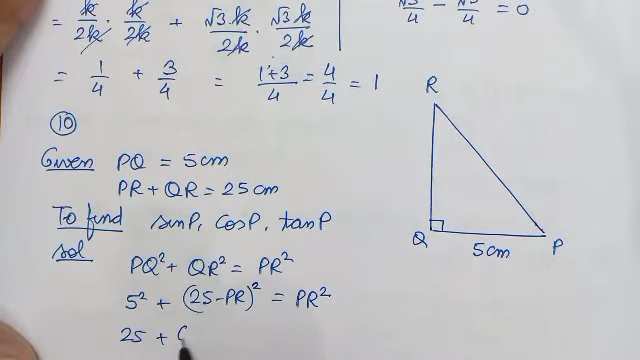 = k/2k · k/2k + √3k/2k · √3k/2k
√3/4 − √3/4 = 0
= 1/4 + 3/4 = 1+3/4 = 4/4 = 1
10
Given PQ = 5cm
PR + QR = 25cm
To find sinP, cosP, tanP
sol
PQ² + QR² = PR²
5² + (25-PR)² = PR²
25 + (
R
Q
5cm
P